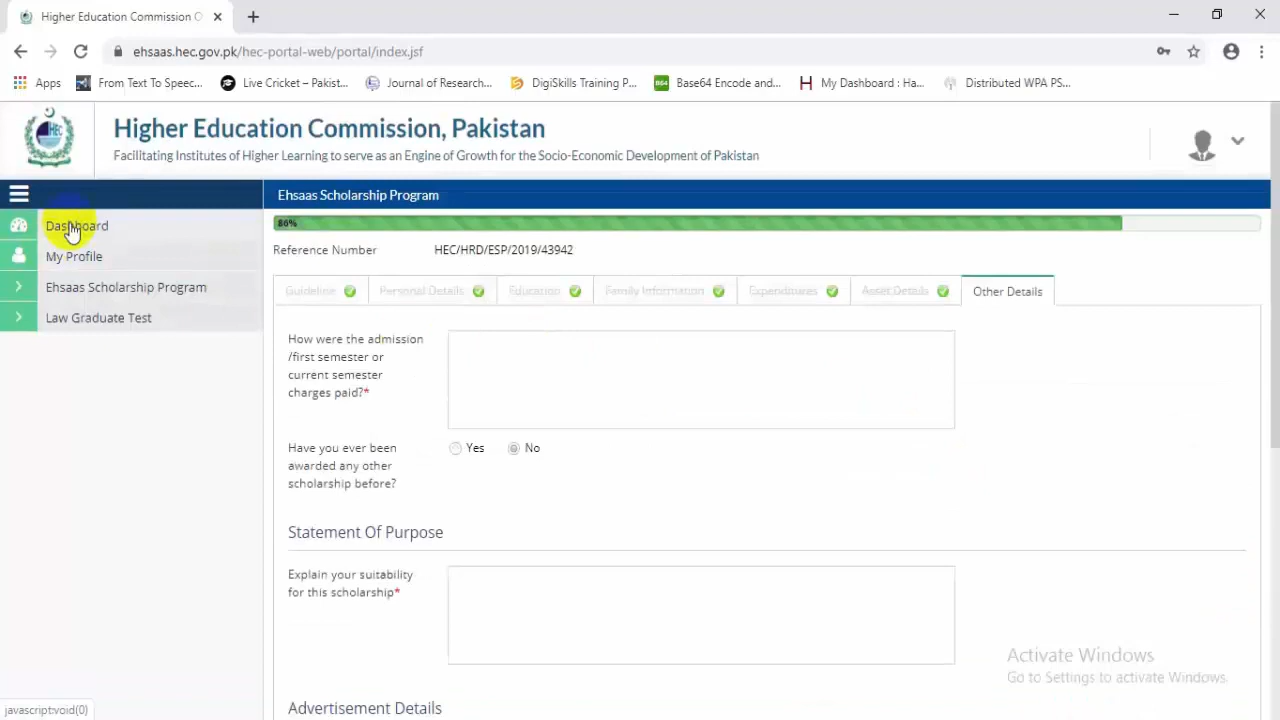 Higher Education Commission O
ehsaas.hec.gov.pk/hec-portal-web/portal/index.jsf
Apps
From Text To Speec...
Live Cricket – Pakist...
Journal of Research...
DigiSkills Training P...
B64
Base64 Encode and...
My Dashboard : Ha...
Distributed WPA PS...
HEC
Higher Education Commission, Pakistan
Facilitating Institutes of Higher Learning to serve as an Engine of Growth for the Socio-Economic Development of Pakistan
Dashboard
My Profile
Ehsaas Scholarship Program
Law Graduate Test
Ehsaas Scholarship Program
86%
Reference Number HEC/HRD/ESP/2019/43942
Guideline Personal Details Education Family Information Expenditures Asset Details Other Details
How were the admission
/first semester or
current semester
charges paid?*
Have you ever been
awarded any other
scholarship before?
Yes No
Statement Of Purpose
Explain your suitability
for this scholarship*
Advertisement Details
Activate Windows
Go to Settings to activate Windows.
javascript:void(0)